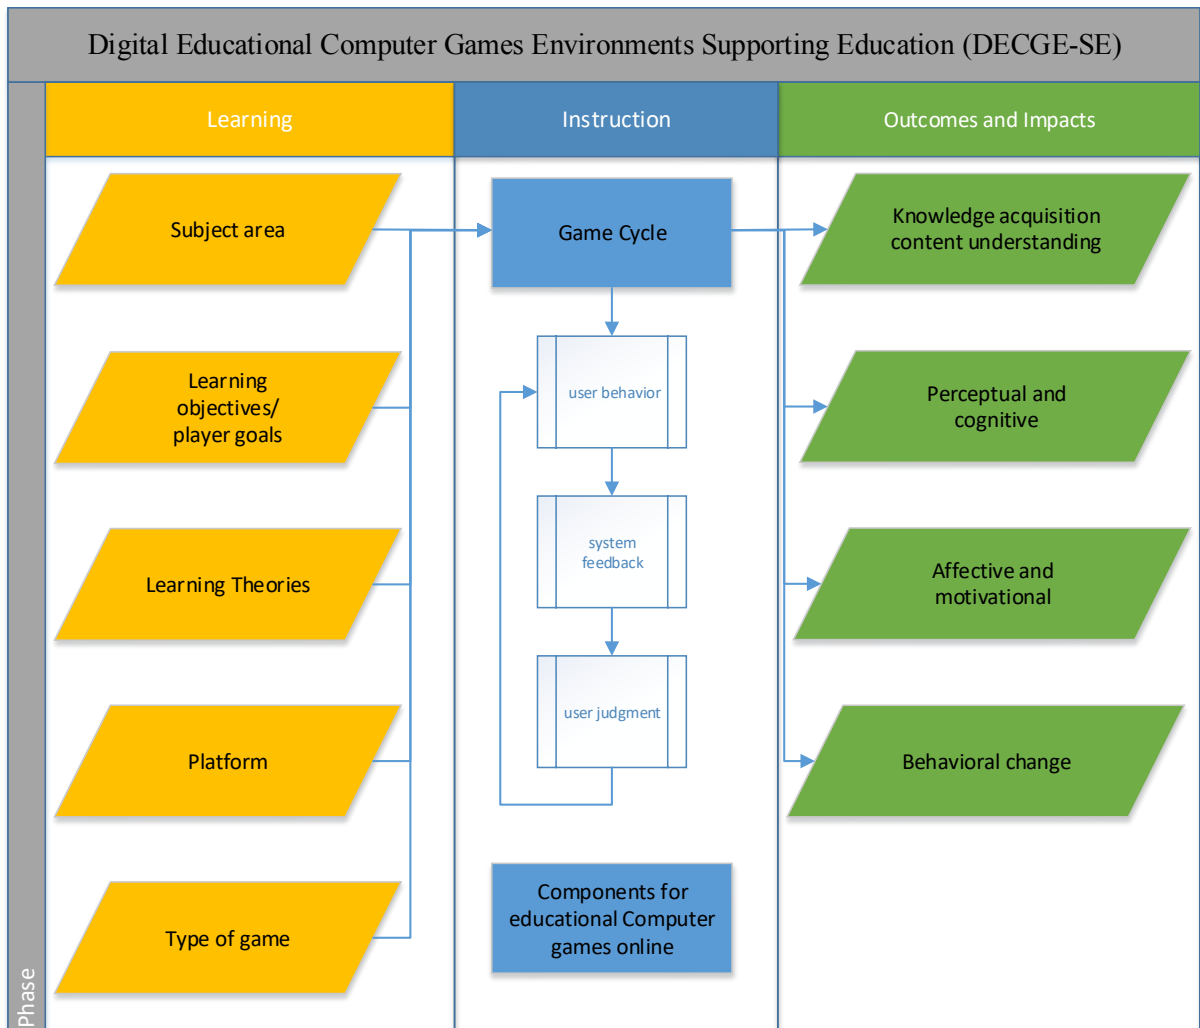 Digital Educational Computer Games Environments Supporting Education (DECGE-SE)
Learning
Instruction
Outcomes and Impacts
Subject area
Learning
objectives/
player goals
Learning Theories
Platform
Type of game
Game Cycle
user behavior
system
feedback
user judgment
Components for
educational Computer
games online
Knowledge acquisition
content understanding
Perceptual and
cognitive
Affective and
motivational
Behavioral change
Phase